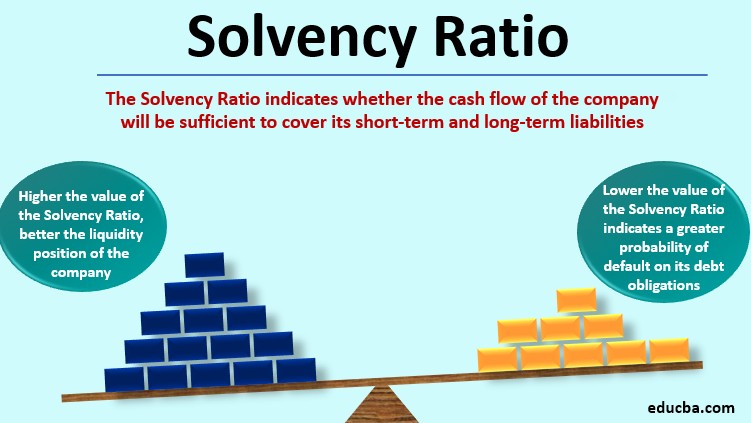 Solvency Ratio
The Solvency Ratio indicates whether the cash flow of the company
will be sufficient to cover its short-term and long-term liabilities
Higher the value of
the Solvency Ratio,
better the liquidity
position of the
company
Lower the value of
the Solvency Ratio
indicates a greater
probability of
default on its debt
obligations
educba.com